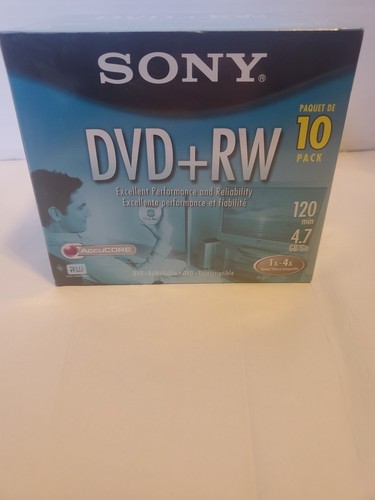 SONY®
PAQUET DE
10
PACK
DVD+RW
Excellent Performance and Reliability
Excellente performance et fiabilité
120
mm
4.7
GB/Go
AccuCORE
1x-4x